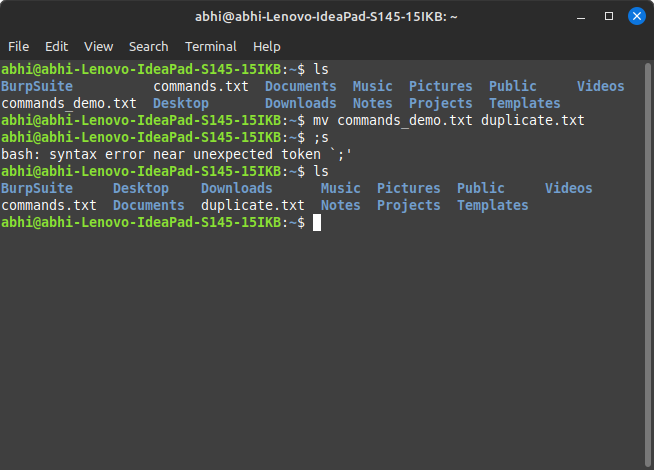 abhi@abhi-Lenovo-IdeaPad-S145-15IKB: ~
File Edit View Search Terminal Help
abhi@abhi-Lenovo-IdeaPad-S145-15IKB:~$ ls
BurpSuite          commands.txt  Documents  Music  Pictures  Public     Videos
commands_demo.txt  Desktop       Downloads  Notes  Projects  Templates
abhi@abhi-Lenovo-IdeaPad-S145-15IKB:~$ mv commands_demo.txt duplicate.txt
abhi@abhi-Lenovo-IdeaPad-S145-15IKB:~$ ;s
bash: syntax error near unexpected token `;'
abhi@abhi-Lenovo-IdeaPad-S145-15IKB:~$ ls
BurpSuite     Desktop    Downloads      Music  Pictures  Public     Videos
commands.txt  Documents  duplicate.txt  Notes  Projects  Templates
abhi@abhi-Lenovo-IdeaPad-S145-15IKB:~$